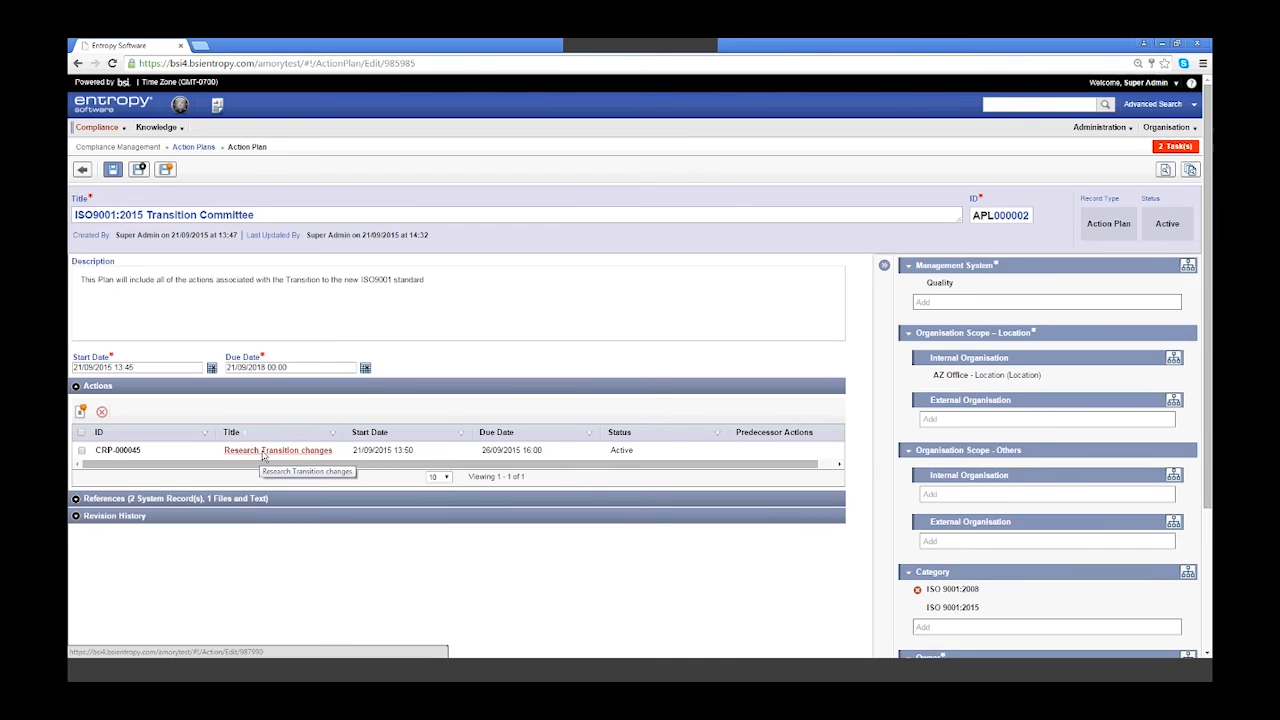 Entropy Software
https://bsi4.bsientropy.com/amorytest/#!/ActionPlan/Edit/985985
Powered by bsi. Time Zone (GMT-0700) Welcome, Super Admin
entropy software Advanced Search
Compliance Knowledge Administration Organisation
Compliance Management Action Plans Action Plan 2 Task(s)
Title* ID* Record Type Status
ISO9001:2015 Transition Committee APL000002 Action Plan Active
Created By: Super Admin on 21/09/2015 at 13:47 | Last Updated By: Super Admin on 21/09/2015 at 14:32
Description
This Plan will include all of the actions associated with the Transition to the new ISO9001 standard
Start Date* Due Date*
21/09/2015 13:45 21/09/2018 00:00
Actions
ID Title Start Date Due Date Status Predecessor Actions
CRP-000045 Research Transition changes 21/09/2015 13:50 26/09/2015 16:00 Active
Research Transition changes
10 Viewing 1 - 1 of 1
References (2 System Record(s), 1 Files and Text)
Revision History
Management System*
Quality
Add
Organisation Scope – Location*
Internal Organisation
AZ Office - Location (Location)
External Organisation
Add
Organisation Scope - Others
Internal Organisation
Add
External Organisation
Add
Category
ISO 9001:2008
ISO 9001:2015
Add
Owner*
https://bsi4.bsientropy.com/amorytest/#!/Action/Edit/987990